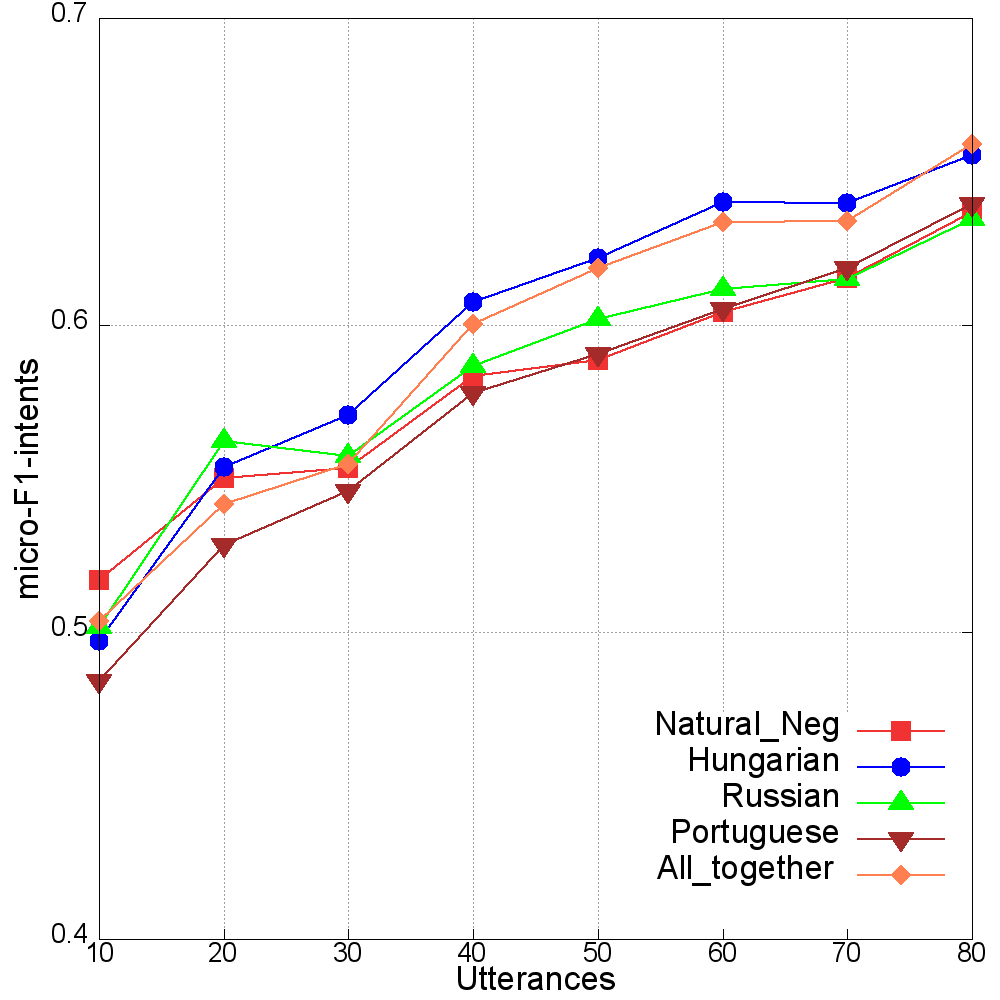 0.7
0.6
0.5
0.4
micro-F1-intents
10 20 30 40 50 60 70 80
Utterances
Natural_Neg
Hungarian
Russian
Portuguese
All_together